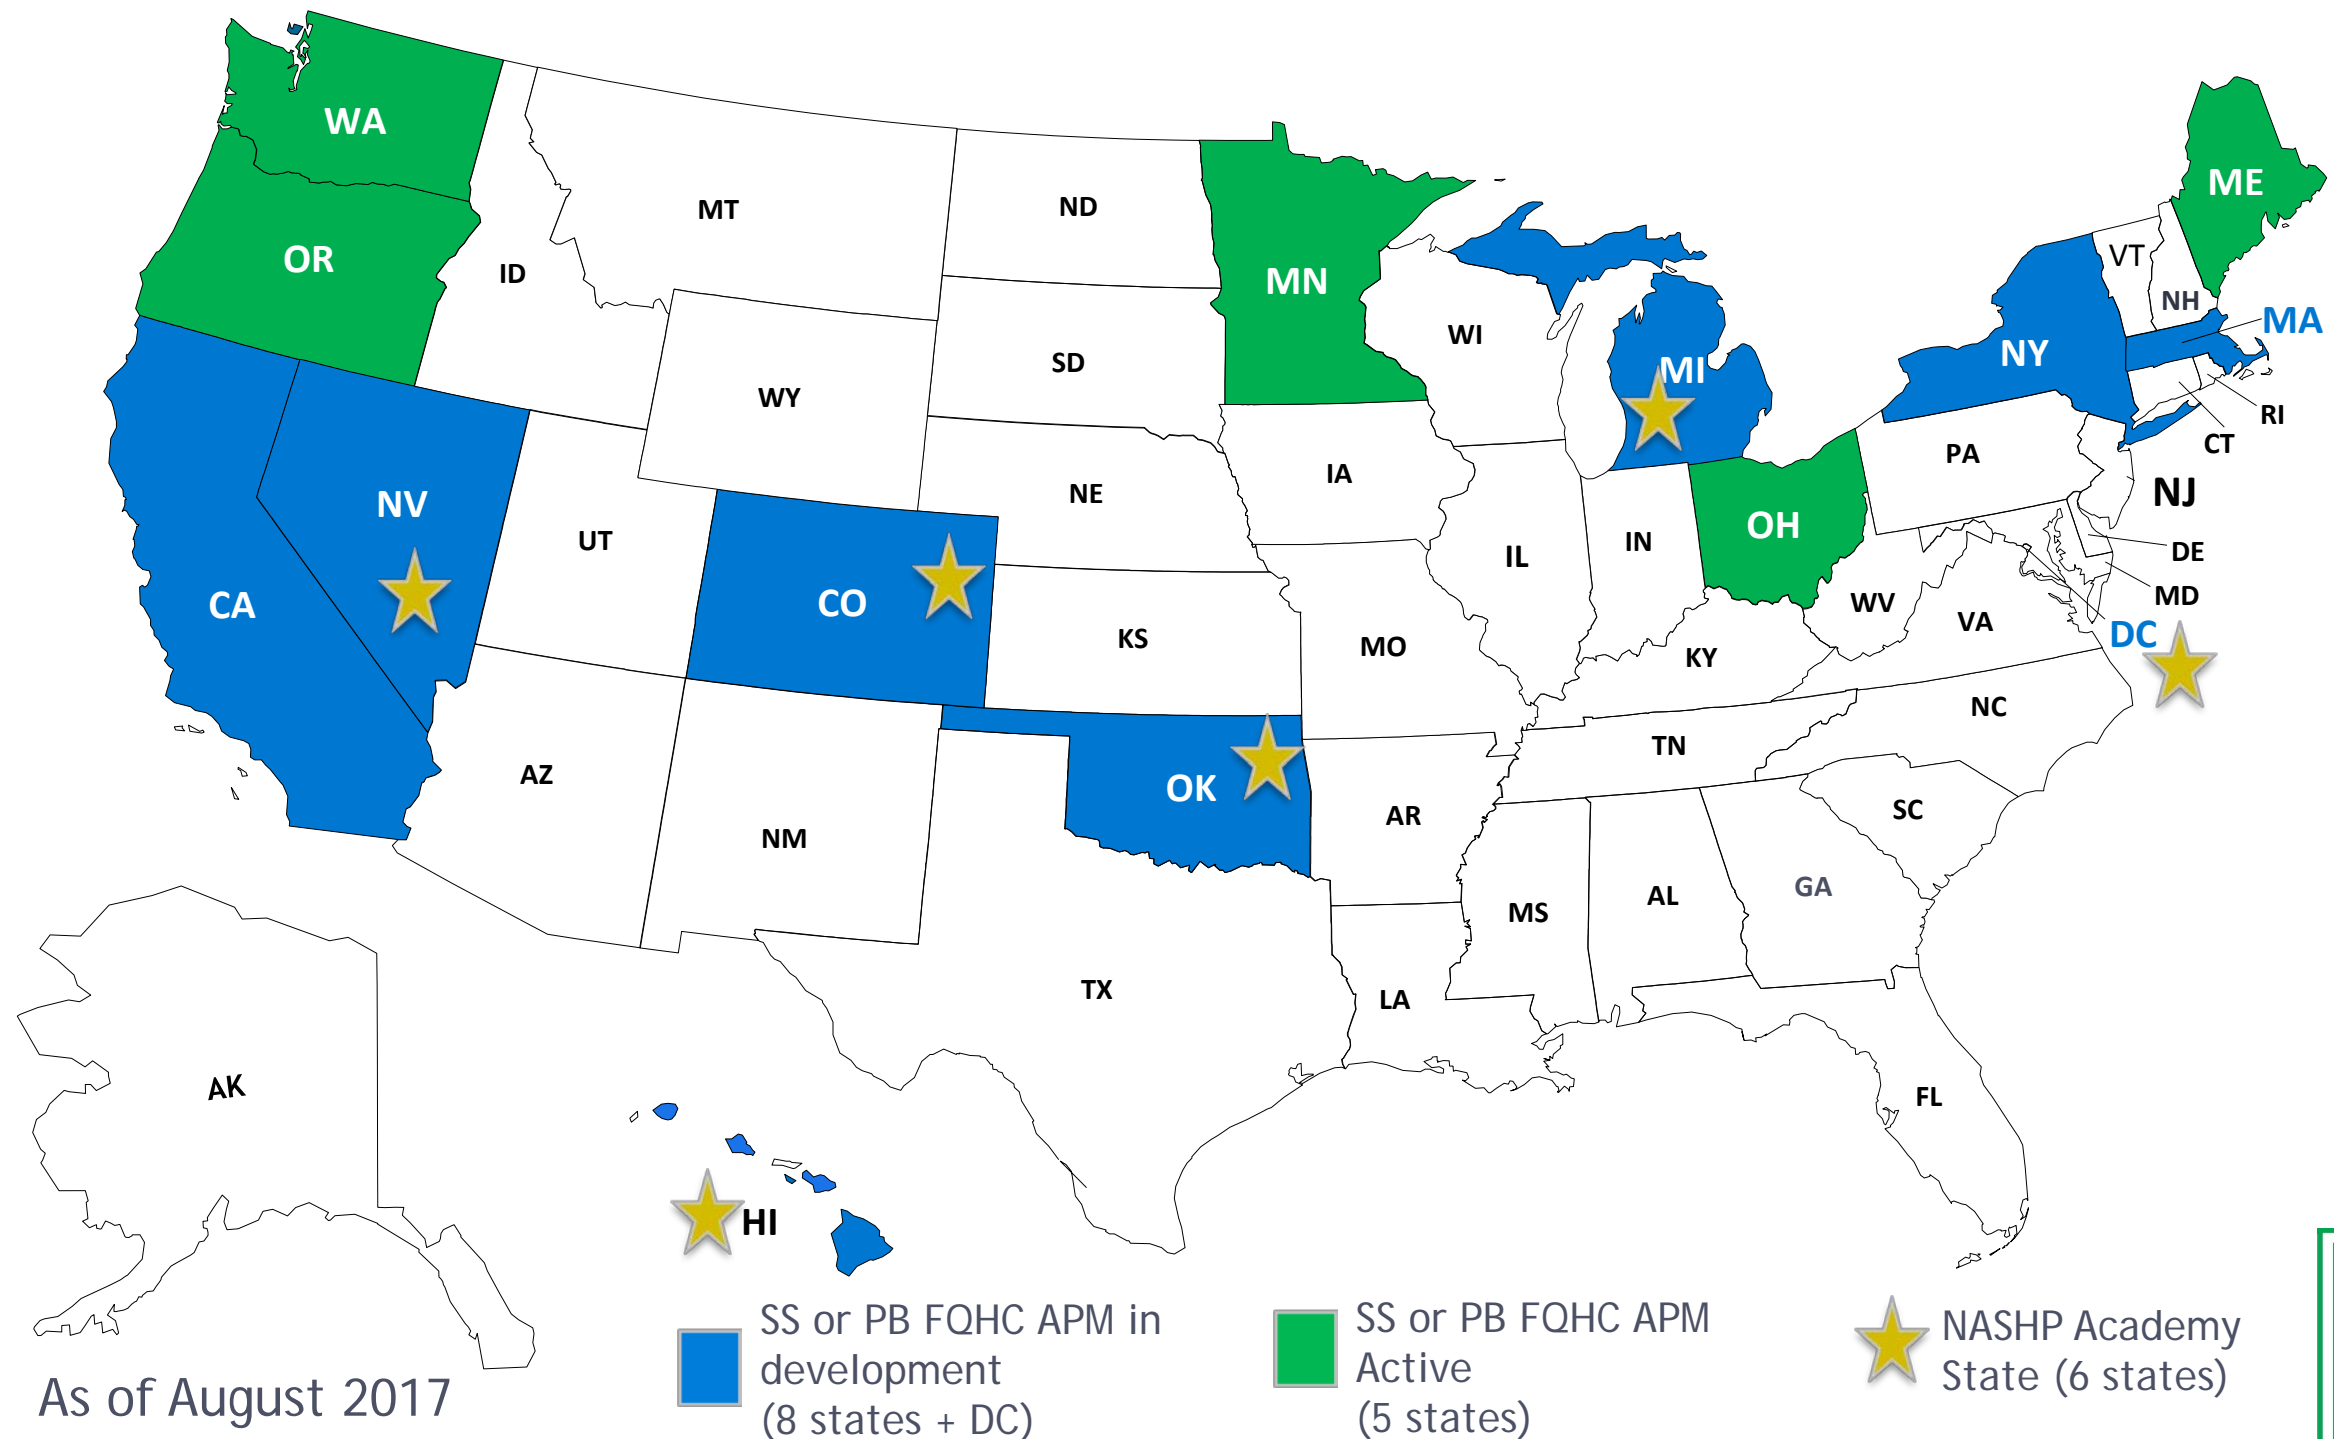 WA
OR
ID
MT
ND
MN
ME
VT
NH
MA
NY
WI
MI
SD
WY
RI
CT
PA
NJ
IA
NE
NV
UT
CO
CA
IL
IN
OH
DE
MD
WV
VA
DC
KS
MO
KY
NC
TN
AZ
NM
OK
AR
SC
GA
MS
AL
TX
LA
FL
AK
HI
SS or PB FQHC APM in
development
(8 states + DC)
SS or PB FQHC APM
Active
(5 states)
NASHP Academy
State (6 states)
As of August 2017